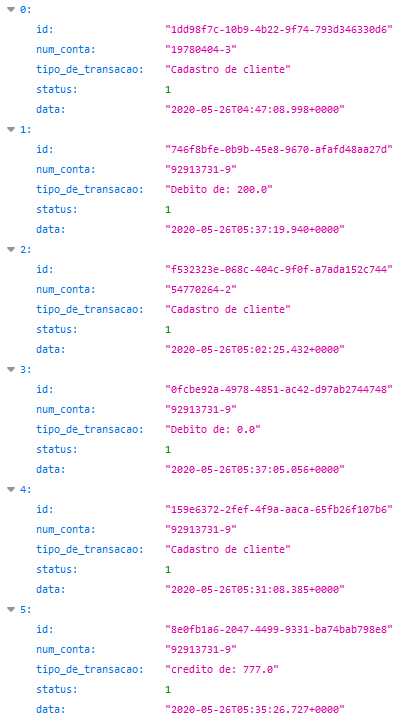 0:
id: "1dd98f7c-10b9-4b22-9f74-793d346330d6"
num_conta: "19780404-3"
tipo_de_transacao: "Cadastro de cliente"
status: 1
data: "2020-05-26T04:47:08.998+0000"
1:
id: "746f8bfe-0b9b-45e8-9670-afafd48aa27d"
num_conta: "92913731-9"
tipo_de_transacao: "Debito de: 200.0"
status: 1
data: "2020-05-26T05:37:19.940+0000"
2:
id: "f532323e-068c-404c-9f0f-a7ada152c744"
num_conta: "54770264-2"
tipo_de_transacao: "Cadastro de cliente"
status: 1
data: "2020-05-26T05:02:25.432+0000"
3:
id: "0fcbe92a-4978-4851-ac42-d97ab2744748"
num_conta: "92913731-9"
tipo_de_transacao: "Debito de: 0.0"
status: 1
data: "2020-05-26T05:37:05.056+0000"
4:
id: "159e6372-2fef-4f9a-aaca-65fb26f107b6"
num_conta: "92913731-9"
tipo_de_transacao: "Cadastro de cliente"
status: 1
data: "2020-05-26T05:31:08.385+0000"
5:
id: "8e0fb1a6-2047-4499-9331-ba74bab798e8"
num_conta: "92913731-9"
tipo_de_transacao: "credito de: 777.0"
status: 1
data: "2020-05-26T05:35:26.727+0000"